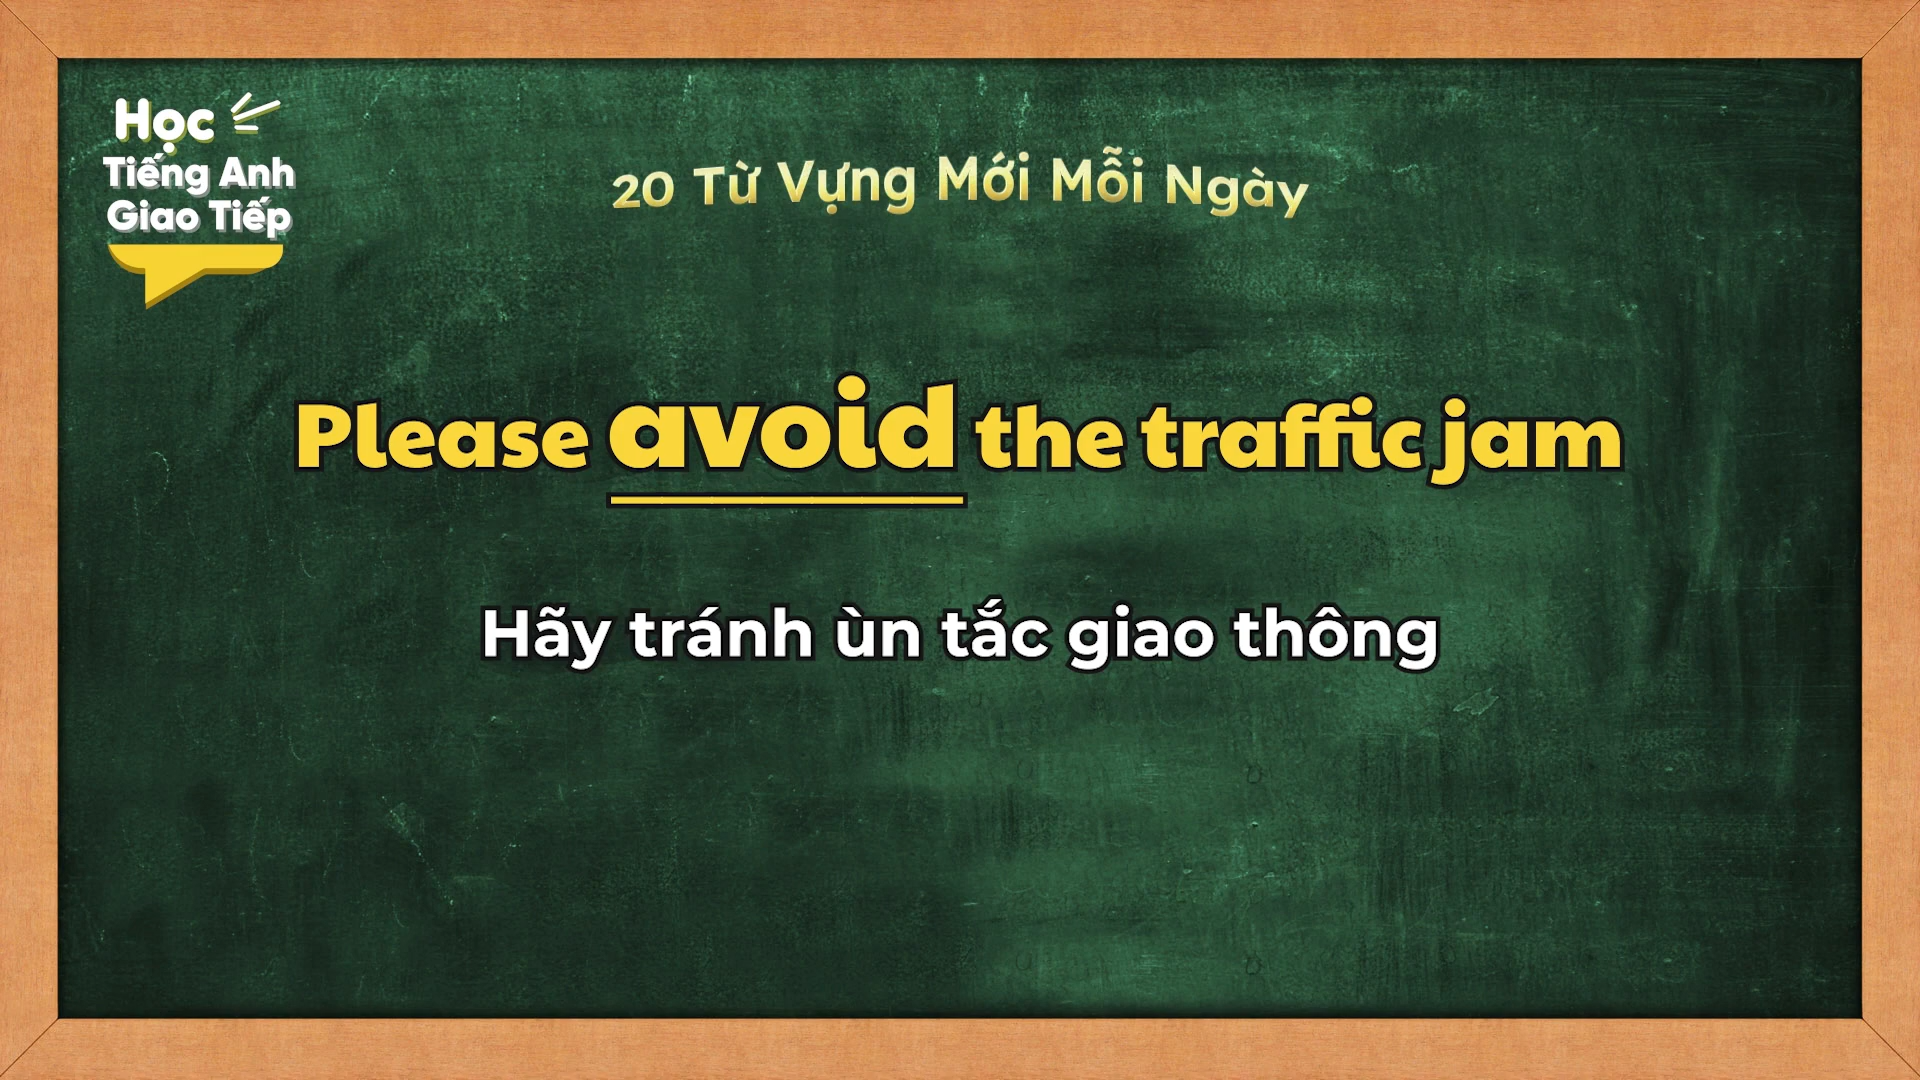 Học
Tiếng Anh
Giao Tiếp
20 Từ Vựng Mới Mỗi Ngày
Please avoid the traffic jam
Hãy tránh ùn tắc giao thông